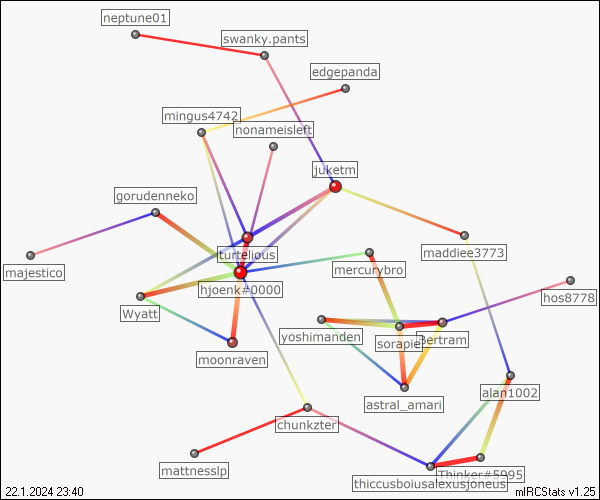 neptune01
swanky.pants
edgepanda
mingus4742
nonameisleft
juketm
gorudenneko
turtelious
maddiee3773
mercurybro
majestico
hjoenk#0000
hos8778
Wyatt
yoshimanden
sorapie
Bertram
moonraven
alan1002
astral_amari
chunkzter
mattnesslp
Thinker#5995
thiccusboiusalexusjoneus
22.1.2024 23:40
mIRCStats v1.25